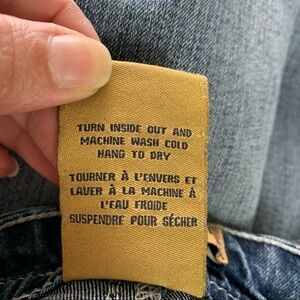 TURN INSIDE OUT AND
MACHINE WASH COLD
HANG TO DRY
TOURNER À L'ENVERS ET
LAVER À LA MACHINE À
L'EAU FROIDE
SUSPENDRE POUR SÉCHER